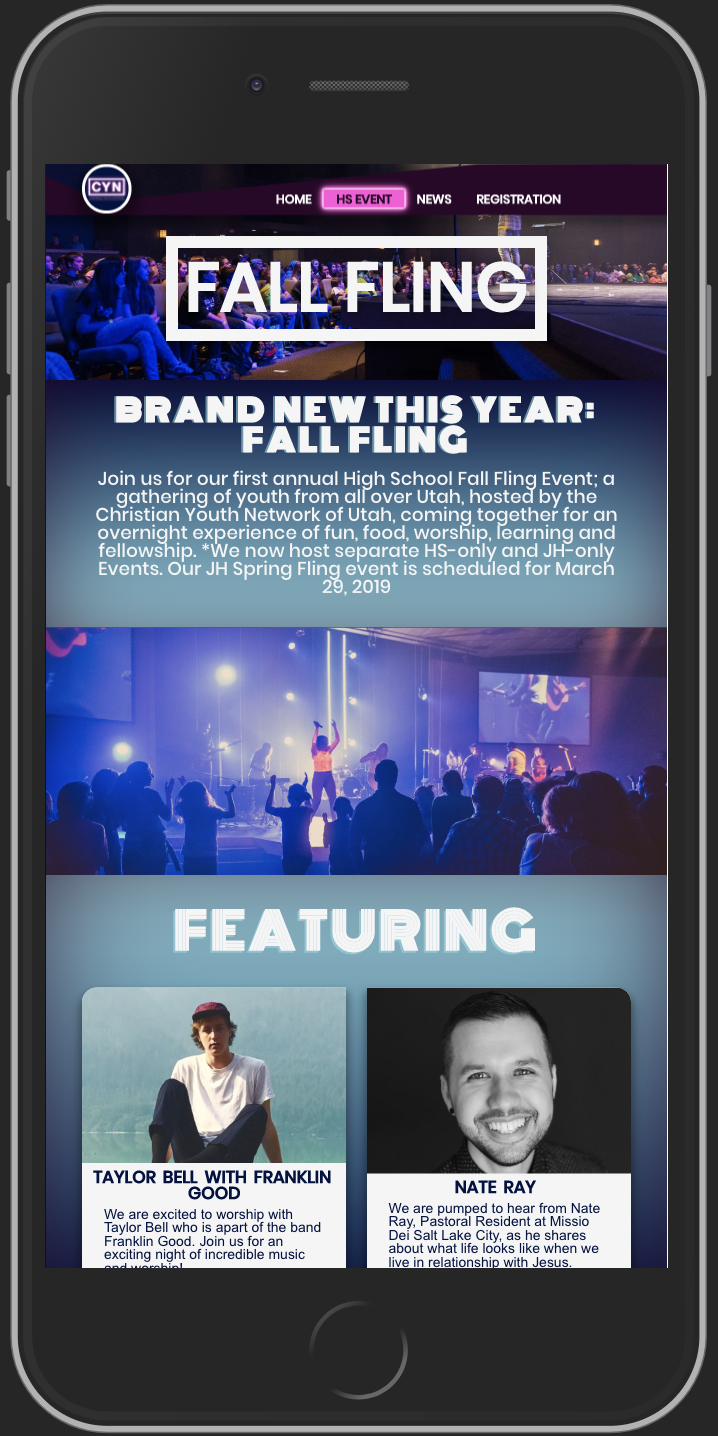 CYN
HOME HS EVENT NEWS REGISTRATION
FALL FLING
BRAND NEW THIS YEAR:
FALL FLING
Join us for our first annual High School Fall Fling Event; a
gathering of youth from all over Utah, hosted by the
Christian Youth Network of Utah, coming together for an
overnight experience of fun, food, worship, learning and
fellowship. *We now host separate HS-only and JH-only
Events. Our JH Spring Fling event is scheduled for March
29, 2019
FEATURING
TAYLOR BELL WITH FRANKLIN
GOOD
We are excited to worship with
Taylor Bell who is apart of the band
Franklin Good. Join us for an
exciting night of incredible music
and worship!
NATE RAY
We are pumped to hear from Nate
Ray, Pastoral Resident at Missio
Dei Salt Lake City, as he shares
about what life looks like when we
live in relationship with Jesus.